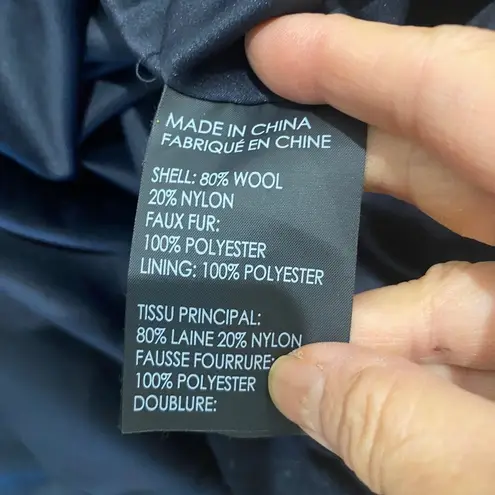 MADE IN CHINA
FABRIQUÉ EN CHINE
SHELL: 80% WOOL
20% NYLON
FAUX FUR:
100% POLYESTER
LINING: 100% POLYESTER
TISSU PRINCIPAL:
80% LAINE 20% NYLON
FAUSSE FOURRURE:
100% POLYESTER
DOUBLURE: